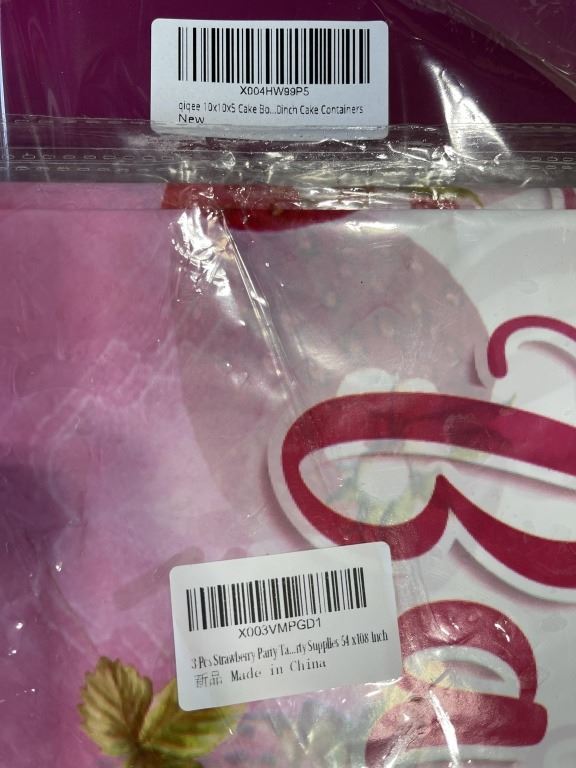 X004HW99P5
qiqee 10x10x5 Cake Bo...0inch Cake Containers
New
X003VMPGD1
3 Pcs Strawberry Party Ta...rty Supplies 54 x108 Inch
新品 Made in China